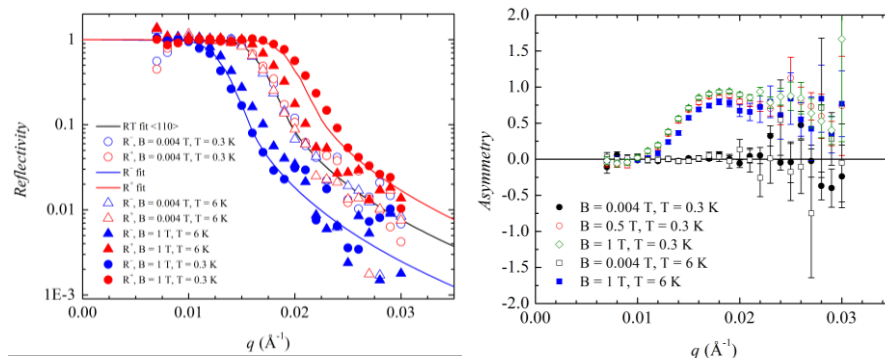 1
0.1
0.01
1E-3
Reflectivity
RT fit <110>
R⁻, B = 0.004 T, T = 0.3 K
R⁺, B = 0.004 T, T = 0.3 K
R⁻ fit
R⁺ fit
R⁻, B = 0.004 T, T = 6 K
R⁺, B = 0.004 T, T = 6 K
R⁻, B = 1 T, T = 6 K
R⁺, B = 1 T, T = 6 K
R⁻, B = 1 T, T = 0.3 K
R⁺, B = 1 T, T = 0.3 K
0.00 0.01 0.02 0.03
q (Å⁻¹)
2.0
1.5
1.0
0.5
0.0
-0.5
-1.0
-1.5
-2.0
Asymmetry
B = 0.004 T, T = 0.3 K
B = 0.5 T, T = 0.3 K
B = 1 T, T = 0.3 K
B = 0.004 T, T = 6 K
B = 1 T, T = 6 K
0.00 0.01 0.02 0.03
q (Å⁻¹)